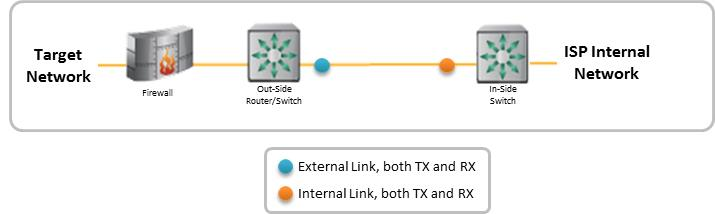 Target
Network
Firewall
Out-Side
Router/Switch
In-Side
Switch
ISP Internal
Network
External Link, both TX and RX
Internal Link, both TX and RX